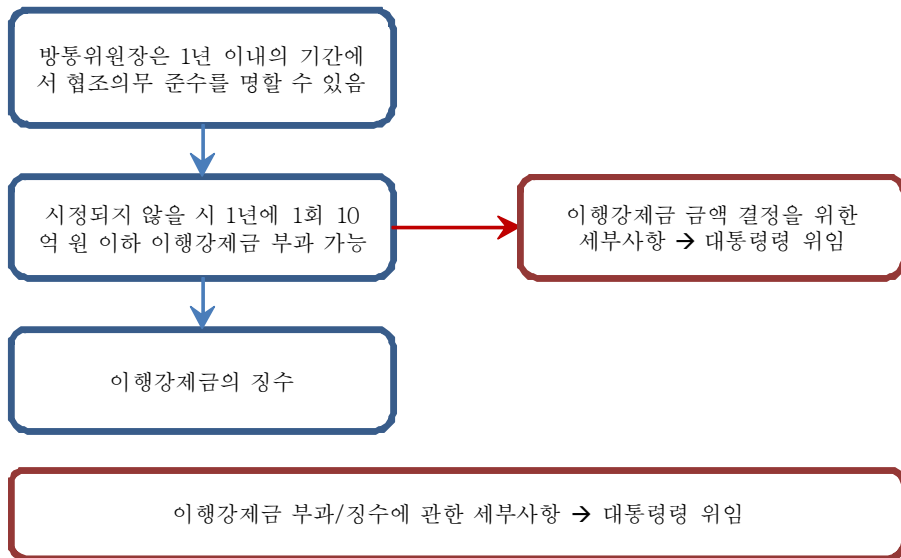 방통위원장은 1년 이내의 기간에
서 협조의무 준수를 명할 수 있음
시정되지 않을 시 1년에 1회 10
억 원 이하 이행강제금 부과 가능
이행강제금 금액 결정을 위한
세부사항 → 대통령령 위임
이행강제금의 징수
이행강제금 부과/징수에 관한 세부사항 → 대통령령 위임